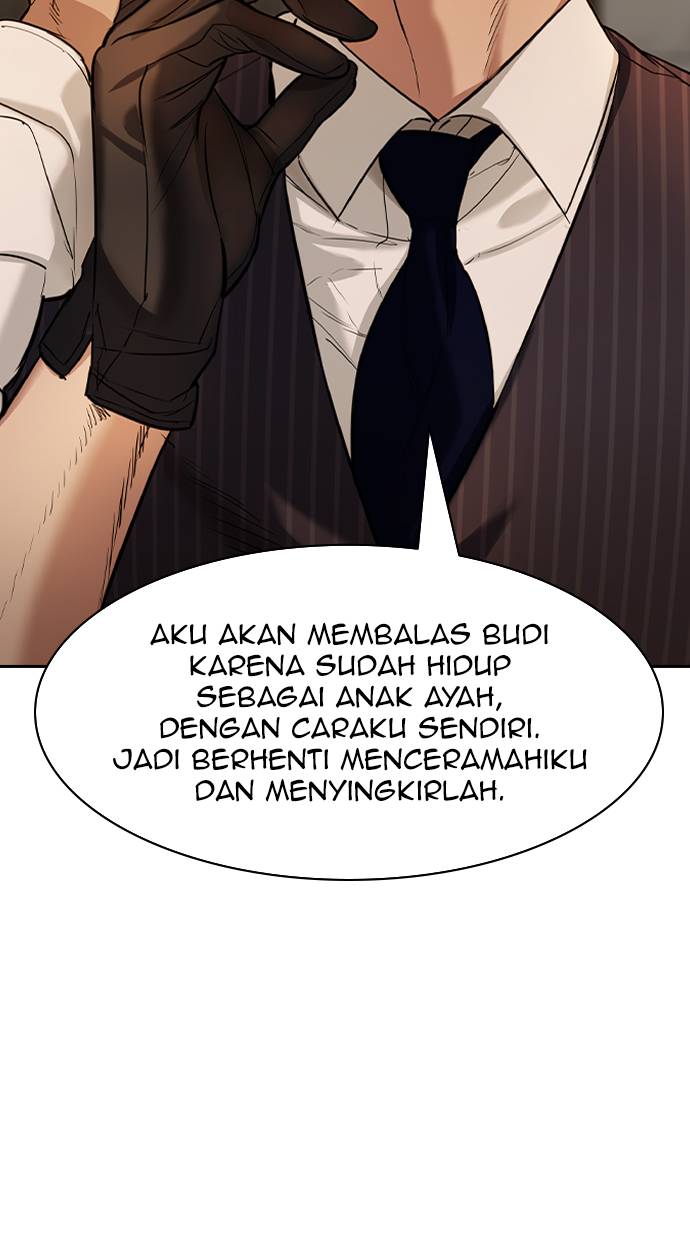 AKU AKAN MEMBALAS BUDI
KARENA SUDAH HIDUP
SEBAGAI ANAK AYAH,
DENGAN CARAKU SENDIRI.
JADI BERHENTI MENCERAMAHIKU
DAN MENYINGKIRLAH.